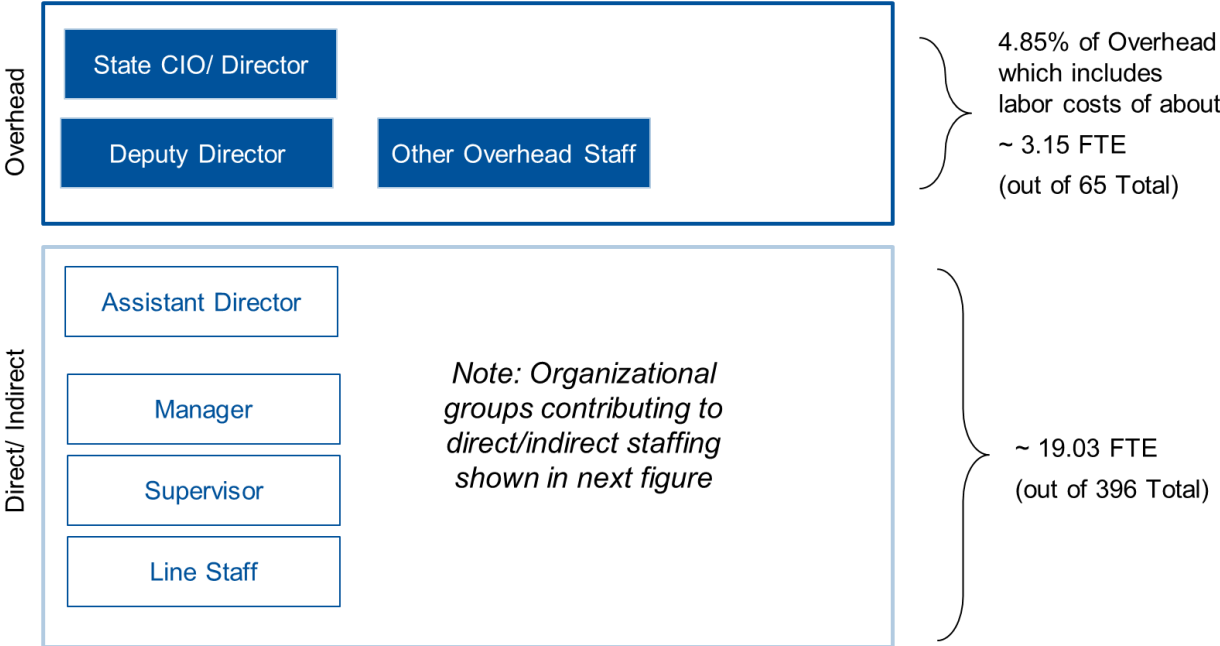 Overhead
State CIO/ Director
Deputy Director
Other Overhead Staff
4.85% of Overhead
which includes
labor costs of about
~ 3.15 FTE
(out of 65 Total)
Direct/ Indirect
Assistant Director
Manager
Supervisor
Line Staff
Note: Organizational
groups contributing to
direct/indirect staffing
shown in next figure
~ 19.03 FTE
(out of 396 Total)